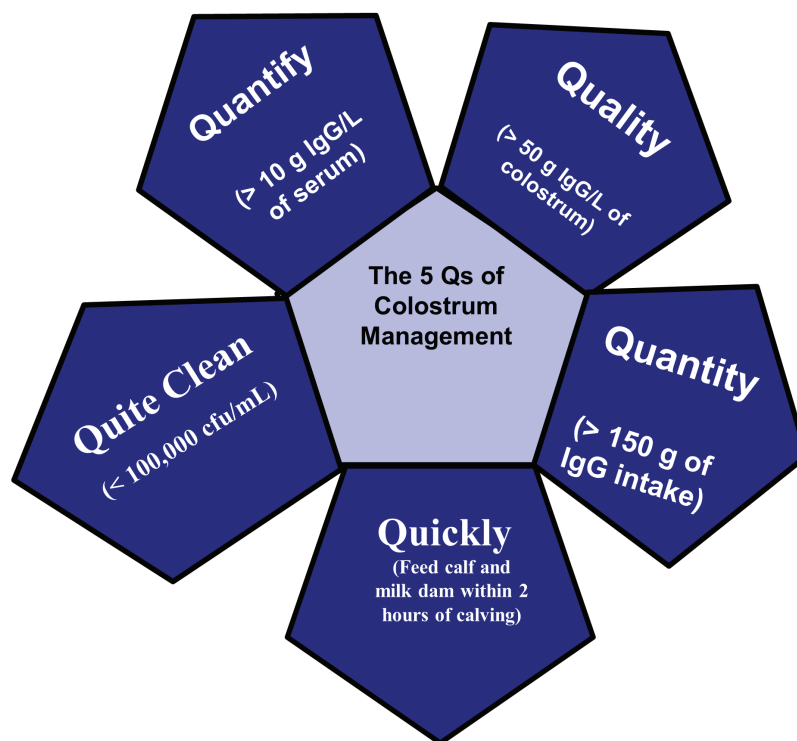 The 5 Qs of
Colostrum
Management
Quantify
(> 10 g IgG/L
of serum)
Quality
(> 50 g IgG/L of
colostrum)
Quantity
(> 150 g of
IgG intake)
Quickly
(Feed calf and
milk dam within 2
hours of calving)
Quite Clean
(< 100,000 cfu/mL)